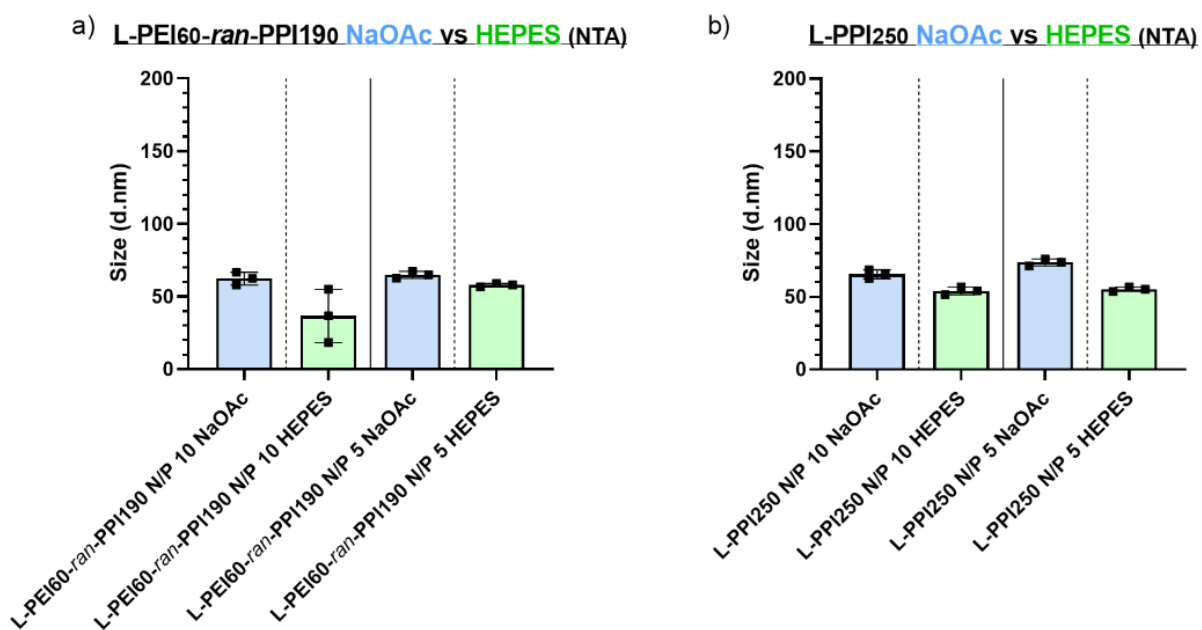 a) L-PEI60-ran-PPI190 NaOAc vs HEPES (NTA)
200
150
100
50
0
Size (d.nm)
L-PEI60-ran-PPI190 N/P 10 NaOAc
L-PEI60-ran-PPI190 N/P 10 HEPES
L-PEI60-ran-PPI190 N/P 5 NaOAc
L-PEI60-ran-PPI190 N/P 5 HEPES
b) L-PPI250 NaOAc vs HEPES (NTA)
200
150
100
50
0
Size (d.nm)
L-PPI250 N/P 10 NaOAc
L-PPI250 N/P 10 HEPES
L-PPI250 N/P 5 NaOAc
L-PPI250 N/P 5 HEPES